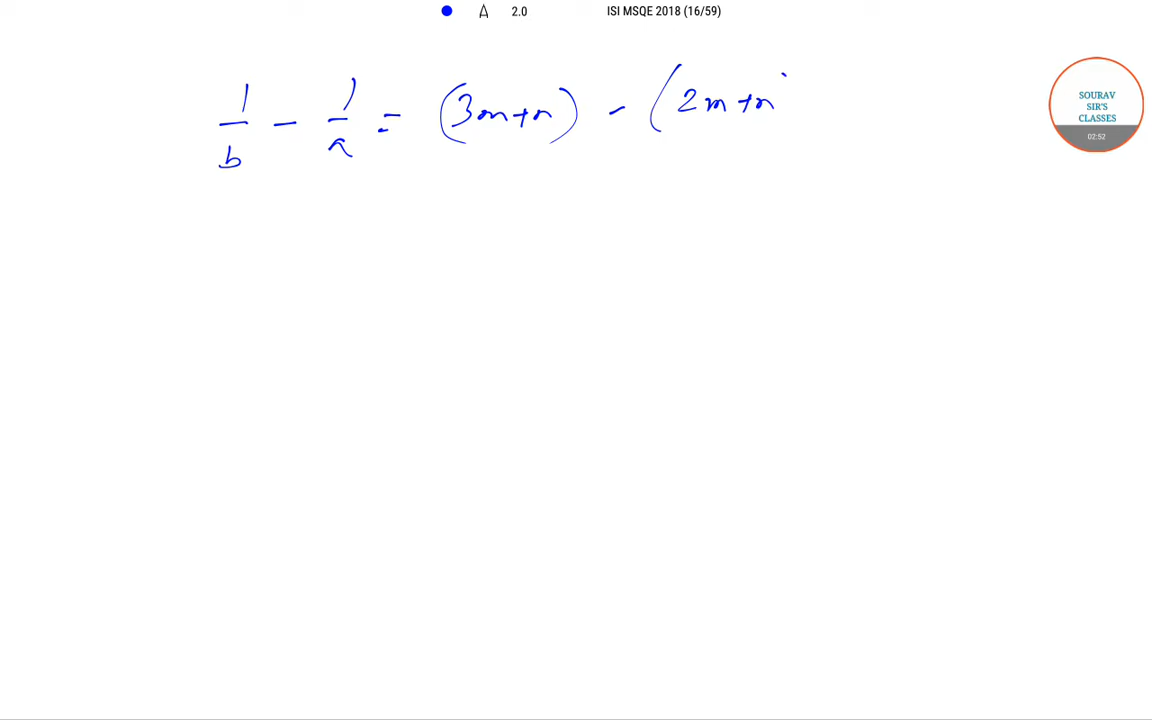 2.0 ISI MSQE 2018 (16/59)
1/b - 1/a = (3m+n) - (2m+n
SOURAV
SIR'S
CLASSES
02:52